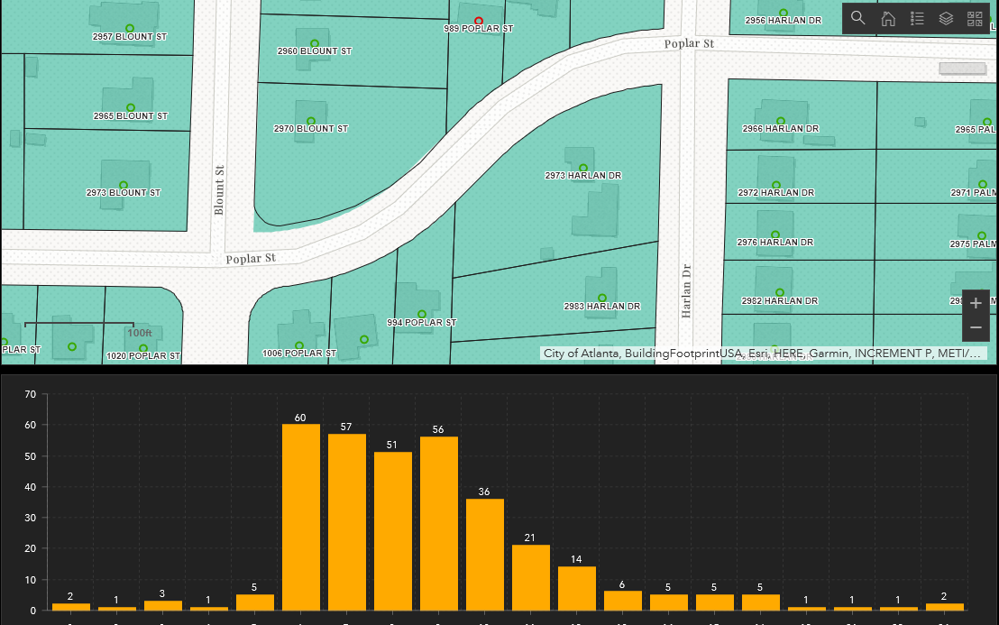 2956 HARLAN DR
989 POPLAR ST
2957 BLOUNT ST
Poplar St
2960 BLOUNT ST
2965 BLOUNT ST
2970 BLOUNT ST
2966 HARLAN DR
2965 PAL
2973 HARLAN DR
2973 BLOUNT ST
Blount St
2972 HARLAN DR
2971 PALM
2976 HARLAN DR
2975 PALM
Poplar St
Harlan Dr
2983 HARLAN DR
2982 HARLAN DR
994 POPLAR ST
100ft
PLAR ST
1020 POPLAR ST
1006 POPLAR ST
City of Atlanta, BuildingFootprintUSA, Esri, HERE, Garmin, INCREMENT P, METI/…
70
60
50
40
30
20
10
0
2 1 3 1 5 60 57 51 56 36 21 14 6 5 5 5 1 1 1 2